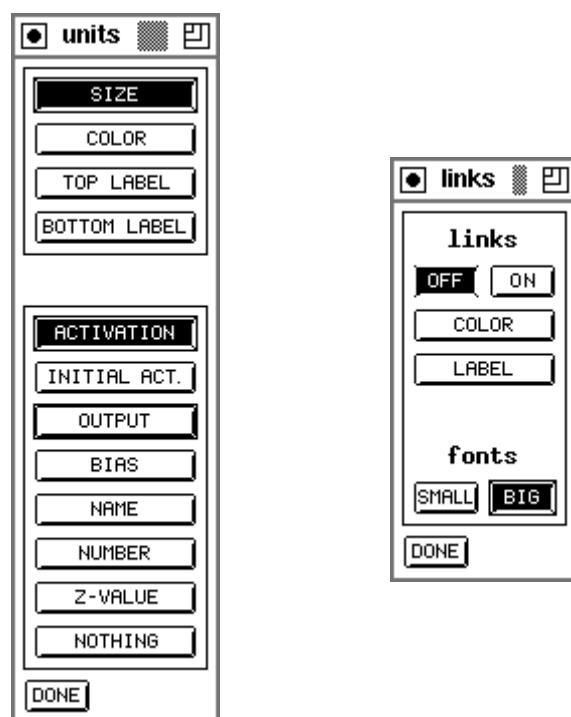 units
SIZE
COLOR
TOP LABEL
BOTTOM LABEL
ACTIVATION
INITIAL ACT.
OUTPUT
BIAS
NAME
NUMBER
Z-VALUE
NOTHING
DONE
links
links
OFF ON
COLOR
LABEL
fonts
SMALL BIG
DONE